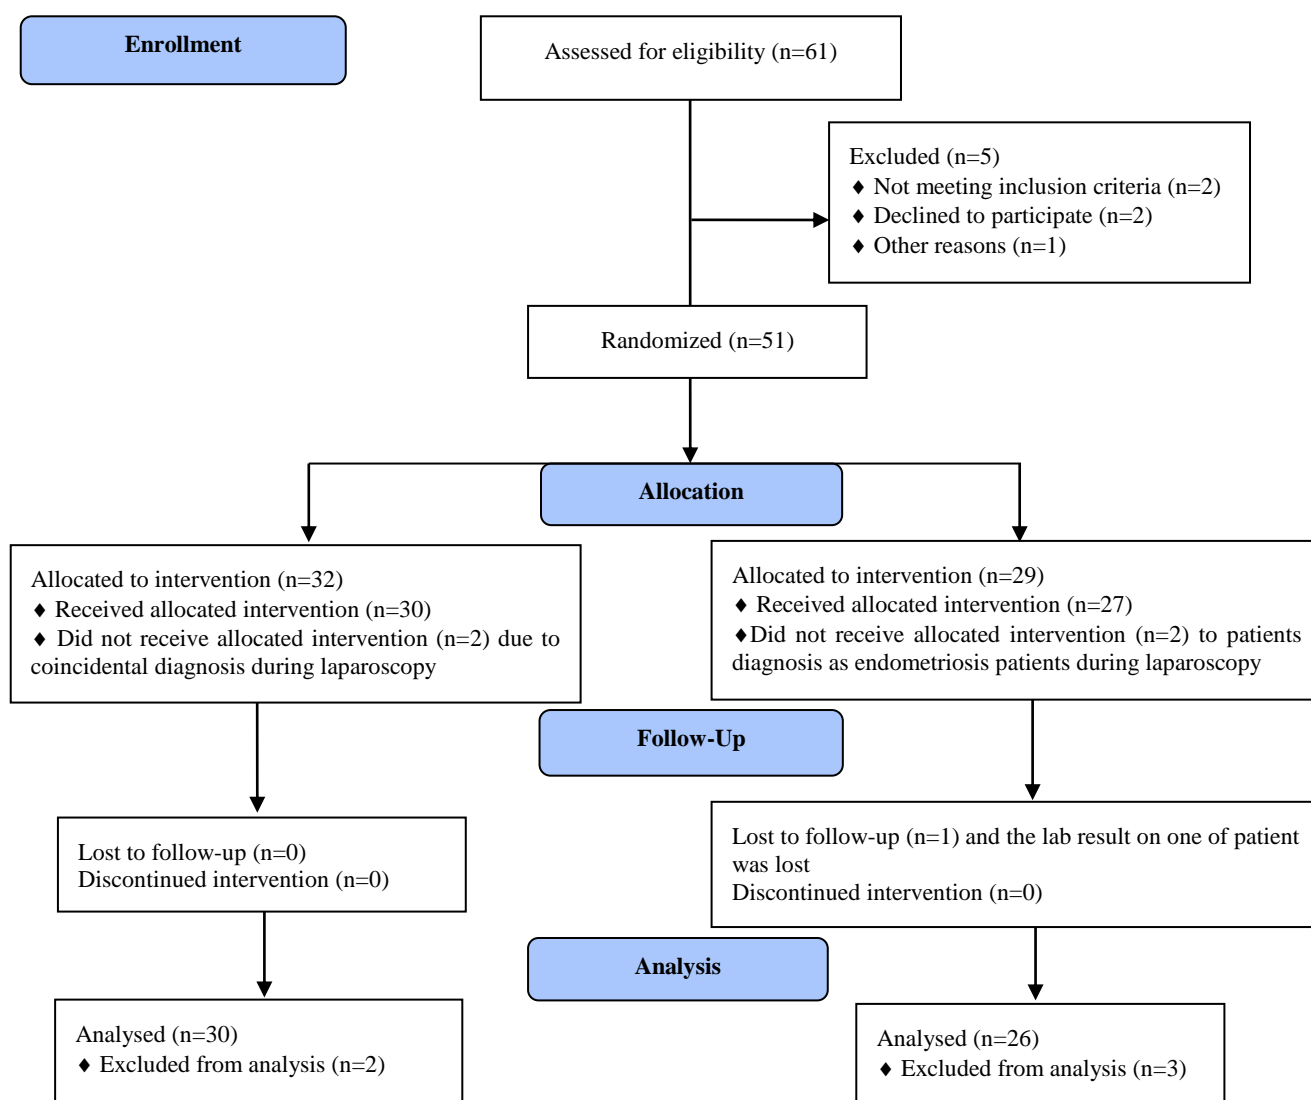 Enrollment
Assessed for eligibility (n=61)
Excluded (n=5)
♦ Not meeting inclusion criteria (n=2)
♦ Declined to participate (n=2)
♦ Other reasons (n=1)
Randomized (n=51)
Allocation
Allocated to intervention (n=32)
♦ Received allocated intervention (n=30)
♦ Did not receive allocated intervention (n=2) due to
coincidental diagnosis during laparoscopy
Allocated to intervention (n=29)
♦ Received allocated intervention (n=27)
♦Did not receive allocated intervention (n=2) to patients
diagnosis as endometriosis patients during laparoscopy
Follow-Up
Lost to follow-up (n=0)
Discontinued intervention (n=0)
Lost to follow-up (n=1) and the lab result on one of patient
was lost
Discontinued intervention (n=0)
Analysis
Analysed (n=30)
♦ Excluded from analysis (n=2)
Analysed (n=26)
♦ Excluded from analysis (n=3)